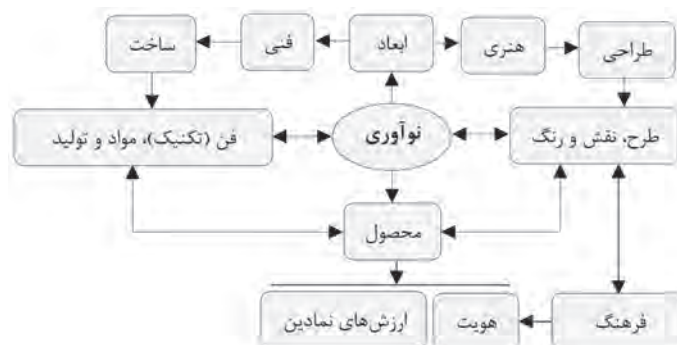 طراحی
هنری
ابعاد
فنی
ساخت
طرح، نقش و رنگ
نوآوری
فن (تکنیک)، مواد و تولید
محصول
فرهنگ
هویت
ارزش‌های نمادین